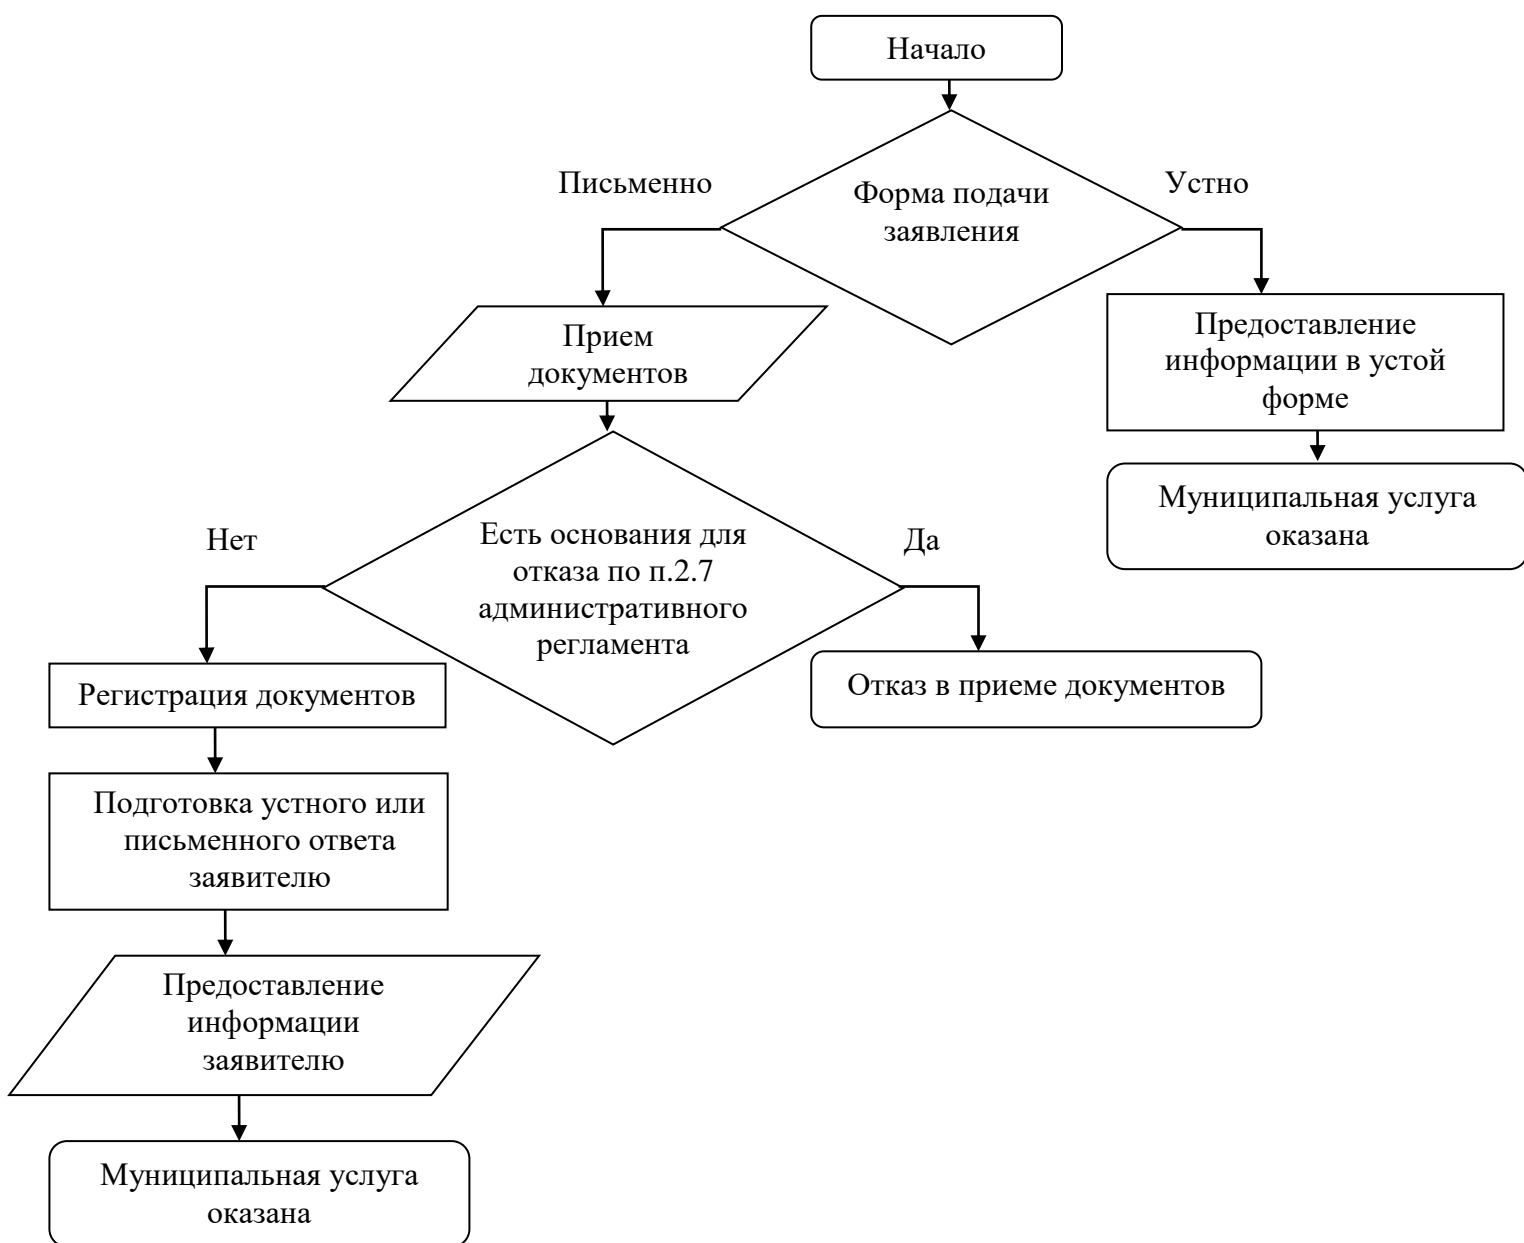 Начало
Письменно
Форма подачи
заявления
Устно
Прием
документов
Предоставление
информации в устой
форме
Муниципальная услуга
оказана
Нет
Есть основания для
отказа по п.2.7
административного
регламента
Да
Регистрация документов
Отказ в приеме документов
Подготовка устного или
письменного ответа
заявителю
Предоставление
информации
заявителю
Муниципальная услуга
оказана